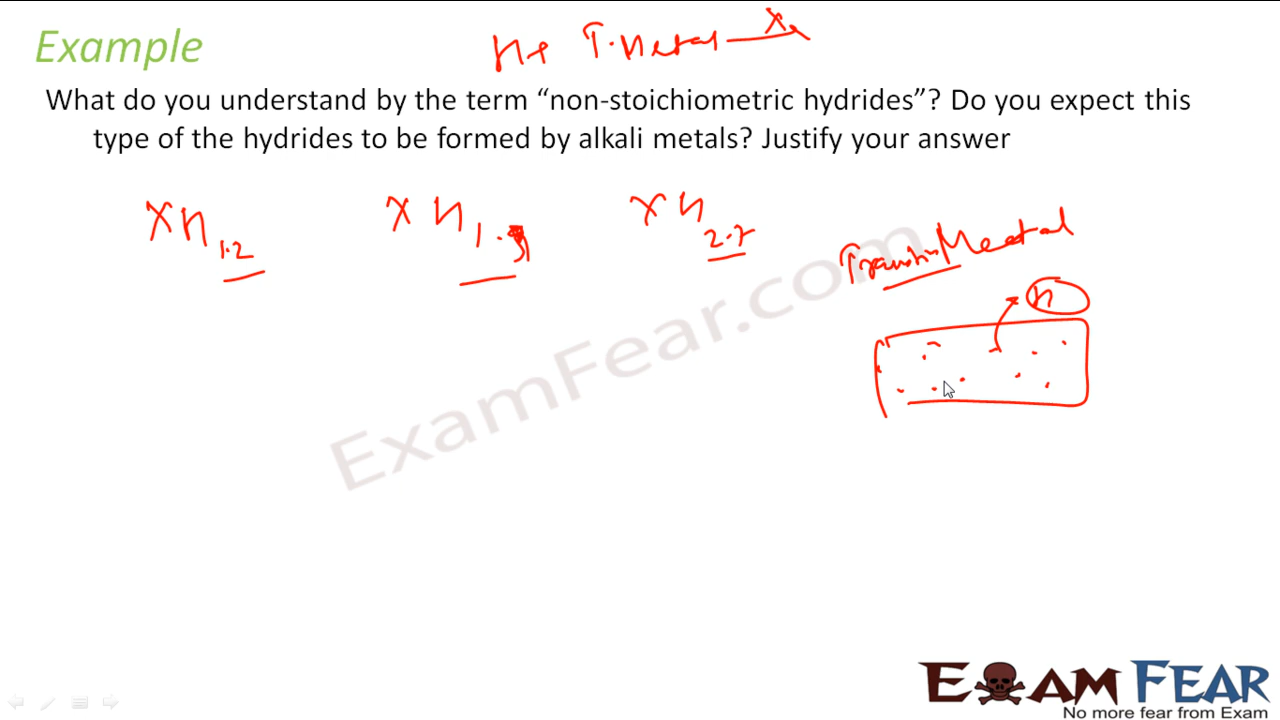 Example
H + T.Metal X
What do you understand by the term “non-stoichiometric hydrides”? Do you expect this
type of the hydrides to be formed by alkali metals? Justify your answer
XH1.2 XH XH2.7
Metal
H
ExamFear.com
EXAM FEAR
No more fear from Exam